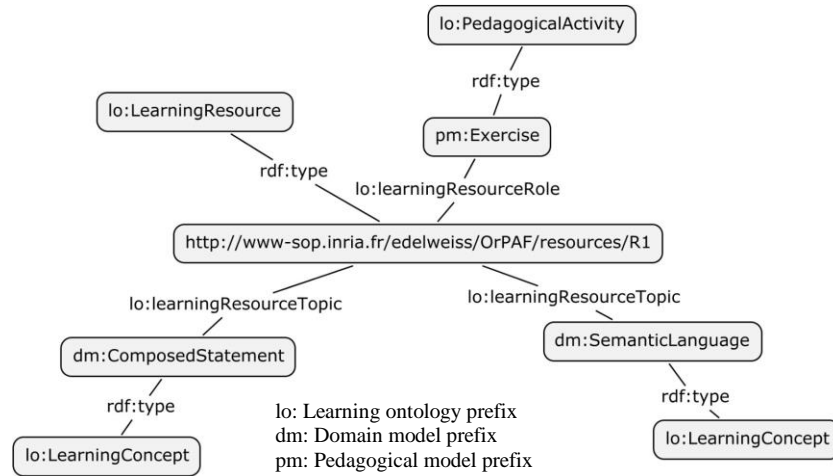 lo:PedagogicalActivity
rdf:type
lo:LearningResource
pm:Exercise
rdf:type
lo:learningResourceRole
http://www-sop.inria.fr/edelweiss/OrPAF/resources/R1
lo:learningResourceTopic
lo:learningResourceTopic
dm:ComposedStatement
dm:SemanticLanguage
rdf:type
rdf:type
lo:LearningConcept
lo:LearningConcept
lo: Learning ontology prefix
dm: Domain model prefix
pm: Pedagogical model prefix